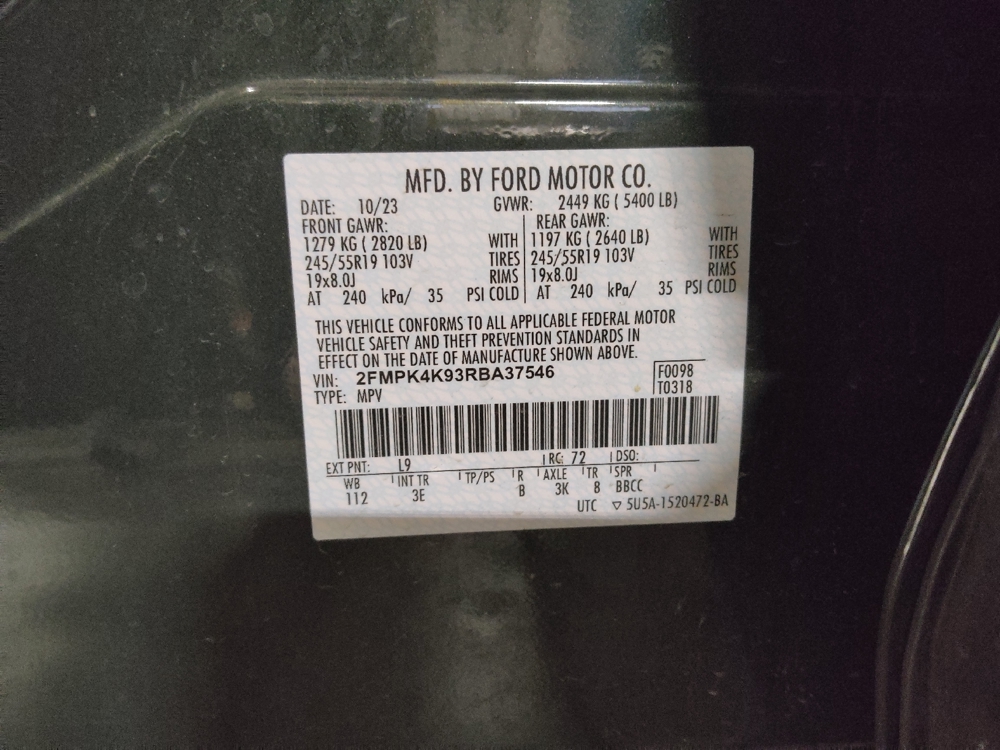 MFD. BY FORD MOTOR CO.
DATE: 10/23 GVWR: 2449 KG ( 5400 LB)
FRONT GAWR: REAR GAWR:
1279 KG ( 2820 LB) WITH 1197 KG ( 2640 LB) WITH
245/55R19 103V TIRES 245/55R19 103V TIRES
19x8.0J RIMS 19x8.0J RIMS
AT 240 kPa/ 35 PSI COLD AT 240 kPa/ 35 PSI COLD
THIS VEHICLE CONFORMS TO ALL APPLICABLE FEDERAL MOTOR
VEHICLE SAFETY AND THEFT PREVENTION STANDARDS IN
EFFECT ON THE DATE OF MANUFACTURE SHOWN ABOVE.
VIN: 2FMPK4K93RBA37546 F0098
TYPE: MPV T0318
EXT PNT: L9 RC: 72 DSO:
WB INT TR TP/PS R AXLE TR SPR
112 3E B 3K 8 BBCC
UTC ▽ 5U5A-1520472-BA